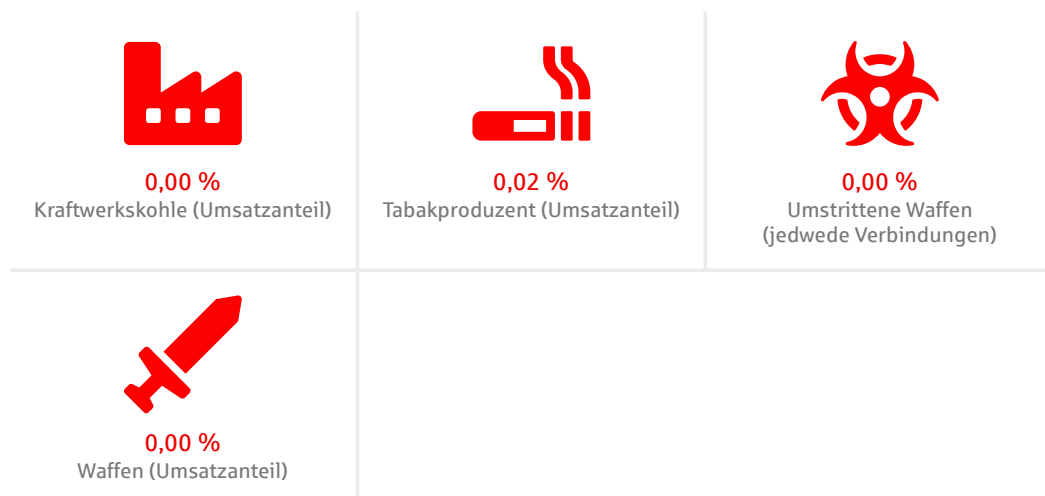 0,00 %
Kraftwerkskohle (Umsatzanteil)
0,02 %
Tabakproduzent (Umsatzanteil)
0,00 %
Umstrittene Waffen
(jedwede Verbindungen)
0,00 %
Waffen (Umsatzanteil)